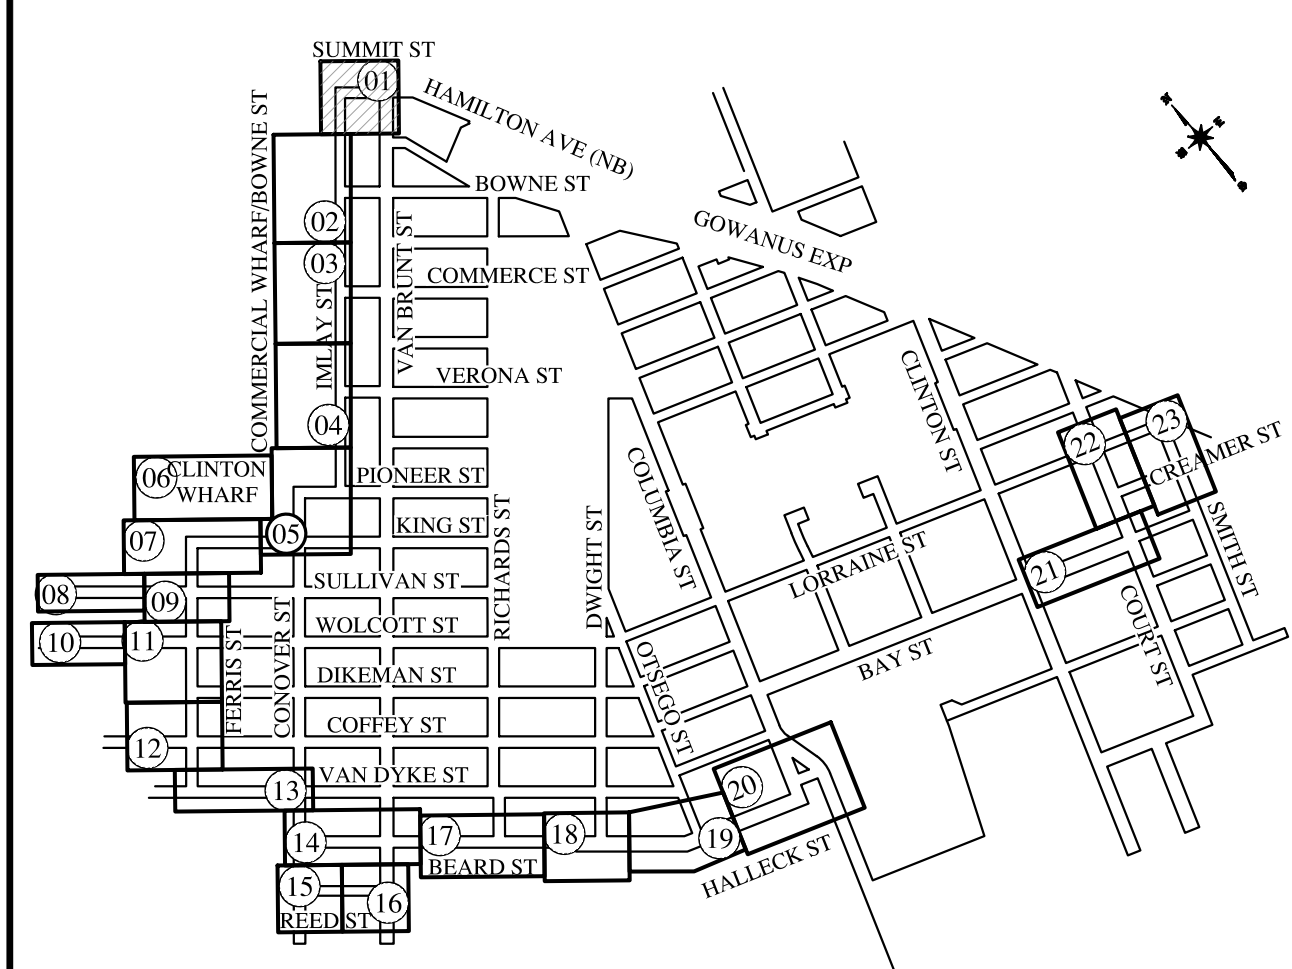 SUMMIT ST
01
HAMILTON AVE (NB)
COMMERCIAL WHARF/BOWNE ST
BOWNE ST
02
VAN BRUNT ST
GOWANUS EXP
03
COMMERCE ST
IMLAY ST
VERONA ST
04
CLINTON ST
23
22
CREAMER ST
06
CLINTON
WHARF
PIONEER ST
COLUMBIA ST
KING ST
05
07
RICHARDS ST
DWIGHT ST
LORRAINE ST
SMITH ST
21
SULLIVAN ST
08
09
COURT ST
WOLCOTT ST
10
11
FERRIS ST
CONOVER ST
DIKEMAN ST
OTSEGO ST
BAY ST
COFFEY ST
12
VAN DYKE ST
13
20
14
17
18
19
BEARD ST
HALLECK ST
15
16
REED ST